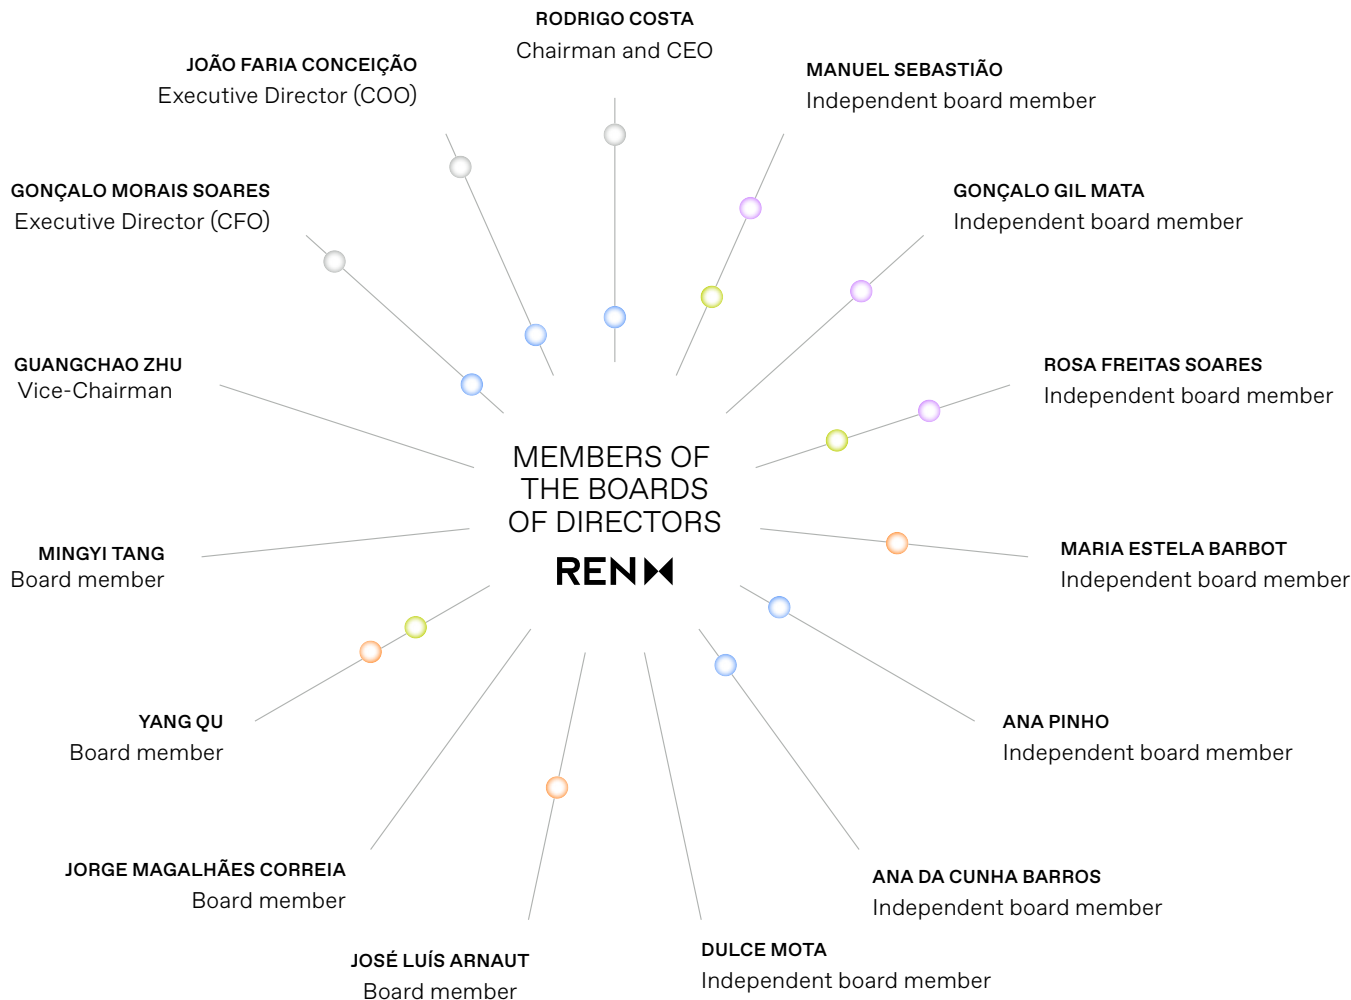 RODRIGO COSTA
Chairman and CEO
JOÃO FARIA CONCEIÇÃO
Executive Director (COO)
MANUEL SEBASTIÃO
Independent board member
GONÇALO MORAIS SOARES
Executive Director (CFO)
GONÇALO GIL MATA
Independent board member
GUANGCHAO ZHU
Vice-Chairman
ROSA FREITAS SOARES
Independent board member
MEMBERS OF
THE BOARDS
OF DIRECTORS
REN
MINGYI TANG
Board member
MARIA ESTELA BARBOT
Independent board member
YANG QU
Board member
ANA PINHO
Independent board member
JORGE MAGALHÃES CORREIA
Board member
ANA DA CUNHA BARROS
Independent board member
JOSÉ LUÍS ARNAUT
Board member
DULCE MOTA
Independent board member